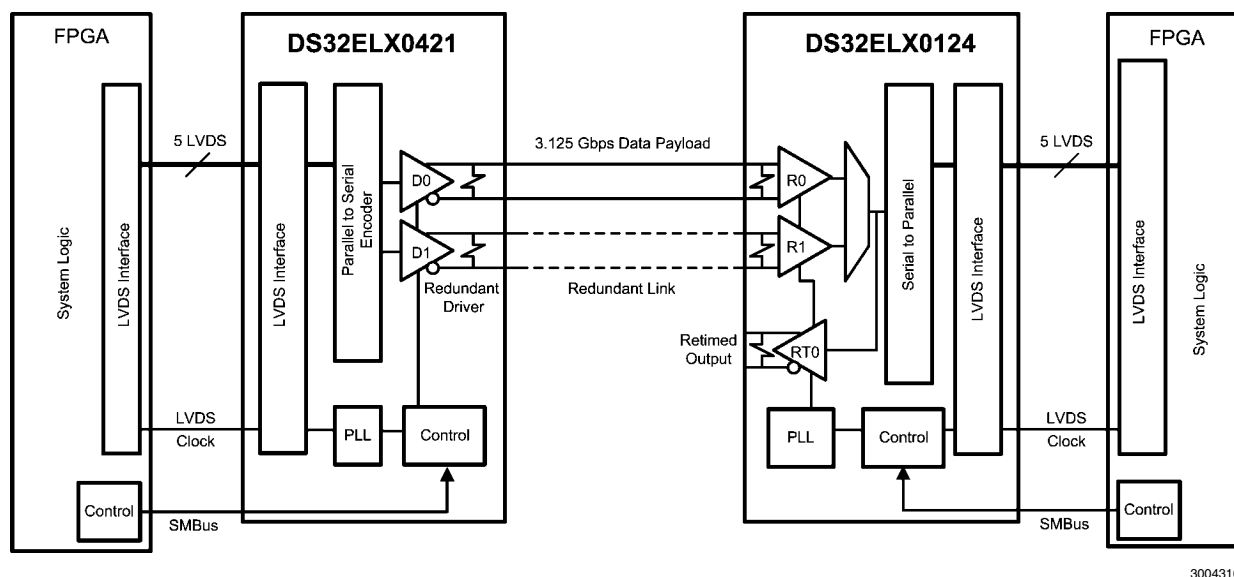 FPGA
System Logic
LVDS Interface
Control
5 LVDS
LVDS
Clock
SMBus
DS32ELX0421
LVDS Interface
Parallel to Serial
Encoder
D0
D1
Redundant
Driver
PLL
Control
3.125 Gbps Data Payload
Redundant Link
Retimed
Output
DS32ELX0124
R0
R1
RT0
Serial to Parallel
LVDS Interface
PLL
Control
5 LVDS
LVDS
Clock
SMBus
FPGA
LVDS Interface
System Logic
Control